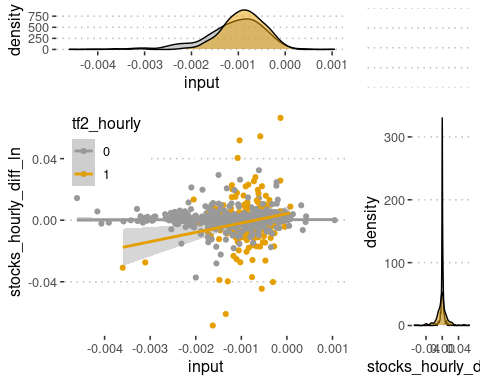 density
750
500
250
0
-0.004 -0.003 -0.002 -0.001 0.000 0.001
input
tf2_hourly
0
1
stocks_hourly_diff_ln
0.04
0.00
-0.04
-0.004 -0.003 -0.002 -0.001 0.000 0.001
input
density
300
200
100
0
0.04
stocks_hourly_d